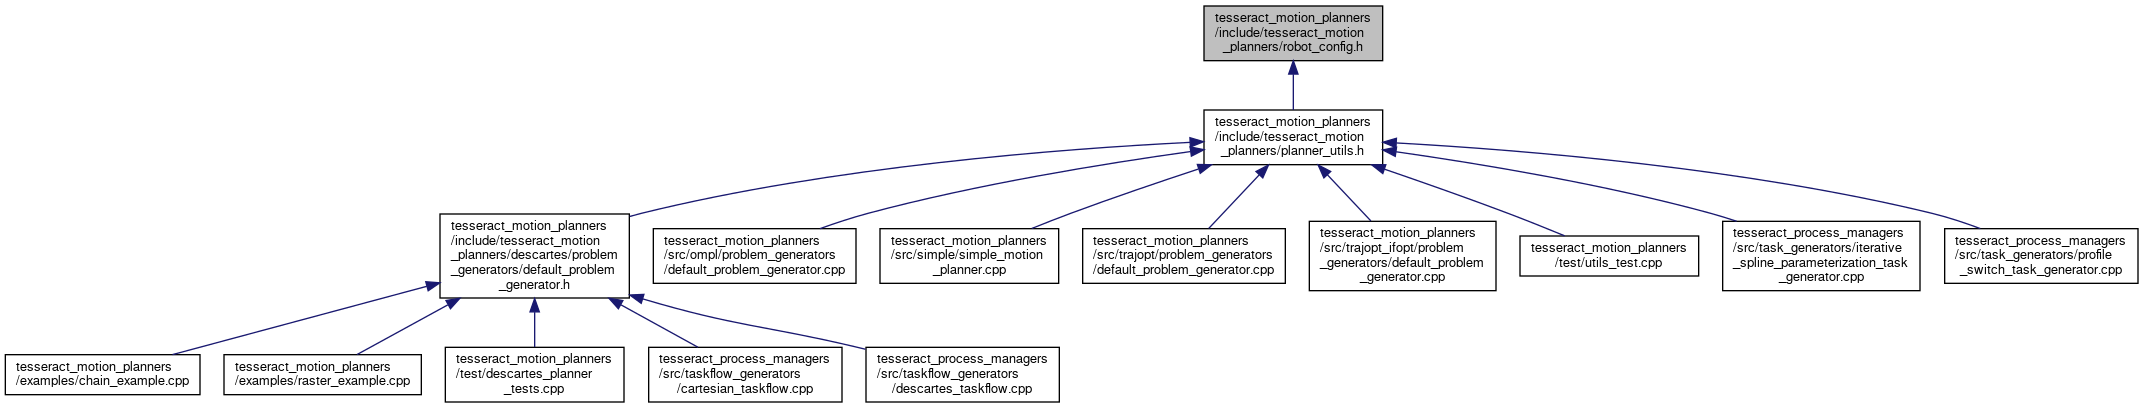 tesseract_motion_planners
/include/tesseract_motion
_planners/robot_config.h
tesseract_motion_planners
/include/tesseract_motion
_planners/planner_utils.h
tesseract_motion_planners
/include/tesseract_motion
_planners/descartes/problem
_generators/default_problem
_generator.h
tesseract_motion_planners
/src/ompl/problem_generators
/default_problem_generator.cpp
tesseract_motion_planners
/src/simple/simple_motion
_planner.cpp
tesseract_motion_planners
/src/trajopt/problem_generators
/default_problem_generator.cpp
tesseract_motion_planners
/src/trajopt_ifopt/problem
_generators/default_problem
_generator.cpp
tesseract_motion_planners
/test/utils_test.cpp
tesseract_process_managers
/src/task_generators/iterative
_spline_parameterization_task
_generator.cpp
tesseract_process_managers
/src/task_generators/profile
_switch_task_generator.cpp
tesseract_motion_planners
/examples/chain_example.cpp
tesseract_motion_planners
/examples/raster_example.cpp
tesseract_motion_planners
/test/descartes_planner
_tests.cpp
tesseract_process_managers
/src/taskflow_generators
/cartesian_taskflow.cpp
tesseract_process_managers
/src/taskflow_generators
/descartes_taskflow.cpp